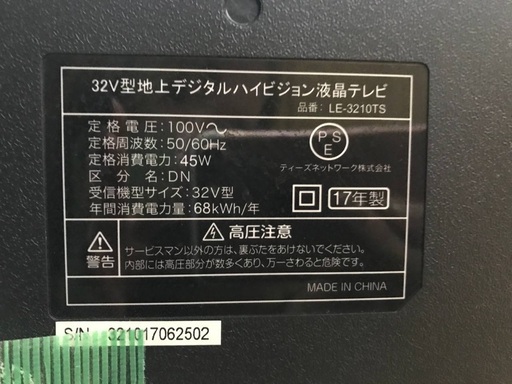 32V型地上デジタルハイビジョン液晶テレビ
品番: LE-3210TS
定格電圧:100V～
定格周波数:50/60Hz
定格消費電力:45W
区分名:DN
受信機型サイズ:32V型
年間消費電力量:68kWh/年
PSE
ティーズネットワーク株式会社
17年製
警告
高圧注意
サービスマン以外の方は、裏ぶたをあけないでください。
内部には高圧部分が数多くあり、万一さわると危険です。
MADE IN CHINA
S/N 321017062502